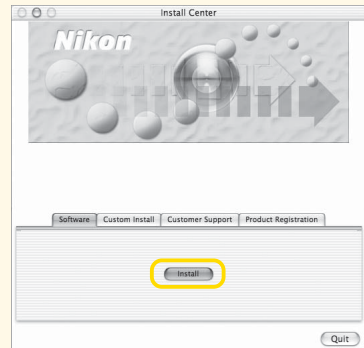 Install Center
Nikon
Software Custom Install Customer Support Product Registration
Install
Quit